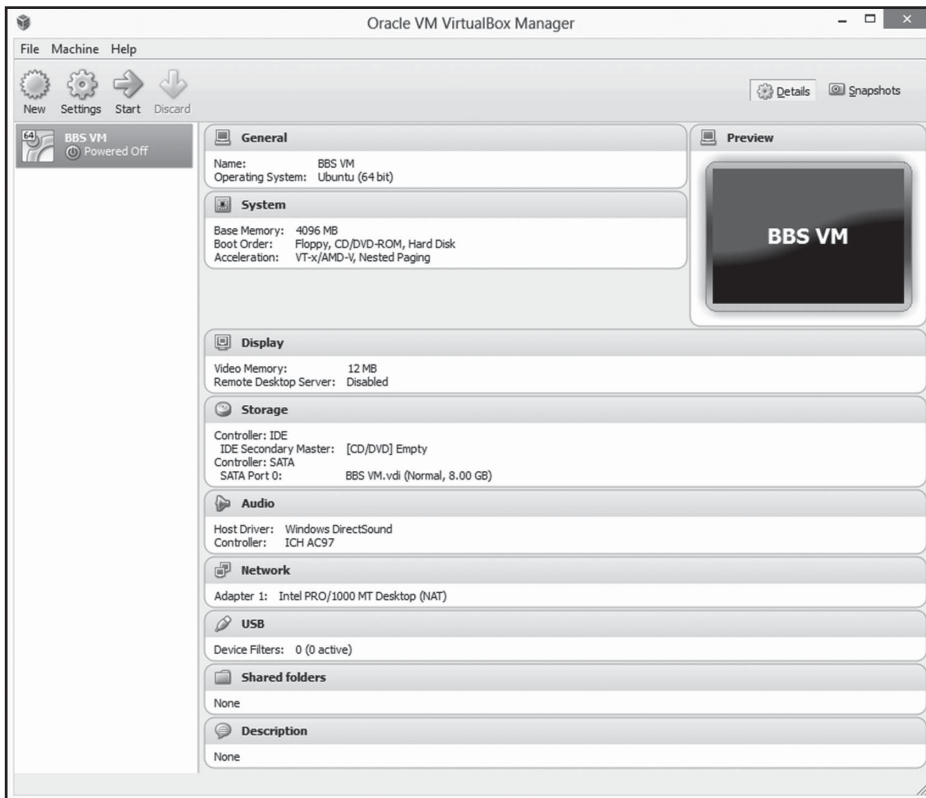 Oracle VM VirtualBox Manager
File Machine Help
New Settings Start Discard
Details Snapshots
64 BBS VM
Powered Off
General
Name: BBS VM
Operating System: Ubuntu (64 bit)
System
Base Memory: 4096 MB
Boot Order: Floppy, CD/DVD-ROM, Hard Disk
Acceleration: VT-x/AMD-V, Nested Paging
Preview
BBS VM
Display
Video Memory: 12 MB
Remote Desktop Server: Disabled
Storage
Controller: IDE
IDE Secondary Master: [CD/DVD] Empty
Controller: SATA
SATA Port 0: BBS VM.vdi (Normal, 8.00 GB)
Audio
Host Driver: Windows DirectSound
Controller: ICH AC97
Network
Adapter 1: Intel PRO/1000 MT Desktop (NAT)
USB
Device Filters: 0 (0 active)
Shared folders
None
Description
None